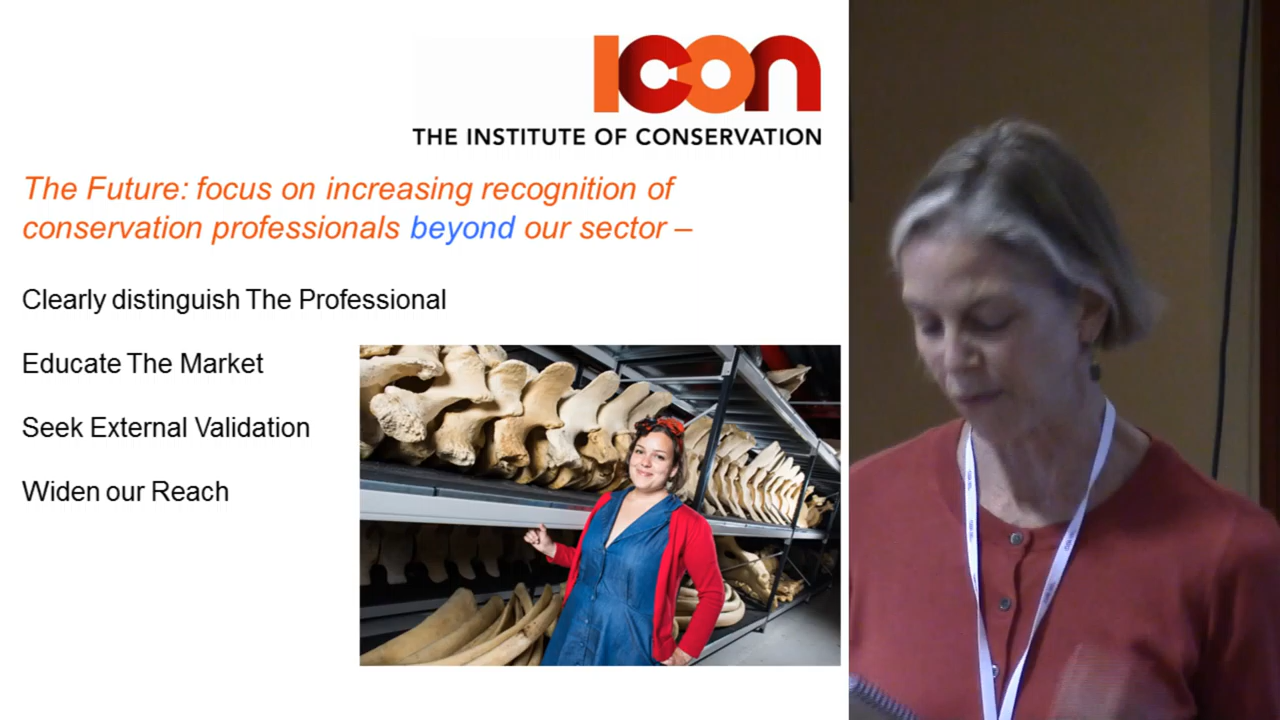 ICON
THE INSTITUTE OF CONSERVATION
The Future: focus on increasing recognition of
conservation professionals beyond our sector –
Clearly distinguish The Professional
Educate The Market
Seek External Validation
Widen our Reach